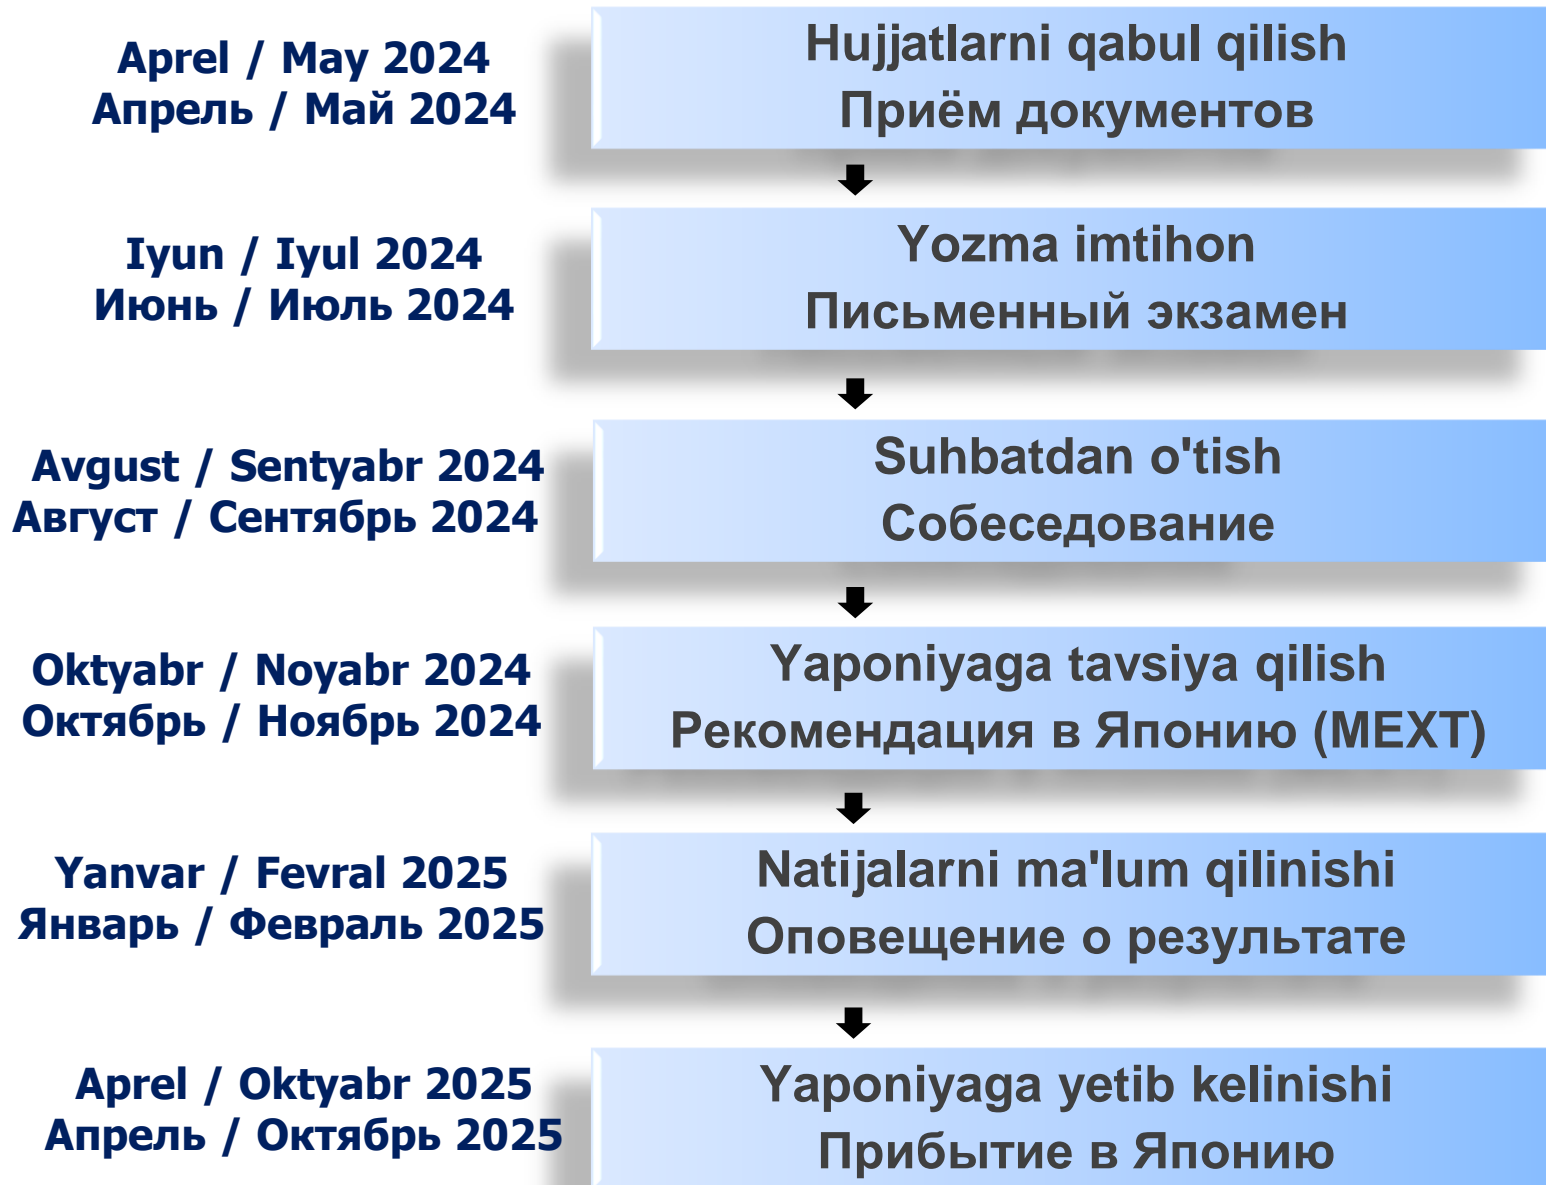 Aprel / May 2024
Апрель / Май 2024
Hujjatlarni qabul qilish
Приём документов
Iyun / Iyul 2024
Июнь / Июль 2024
Yozma imtihon
Письменный экзамен
Avgust / Sentyabr 2024
Август / Сентябрь 2024
Suhbatdan o'tish
Собеседование
Oktyabr / Noyabr 2024
Октябрь / Ноябрь 2024
Yaponiyaga tavsiya qilish
Рекомендация в Японию (MEXT)
Yanvar / Fevral 2025
Январь / Февраль 2025
Natijalarni ma'lum qilinishi
Оповещение о результате
Aprel / Oktyabr 2025
Апрель / Октябрь 2025
Yaponiyaga yetib kelinishi
Прибытие в Японию